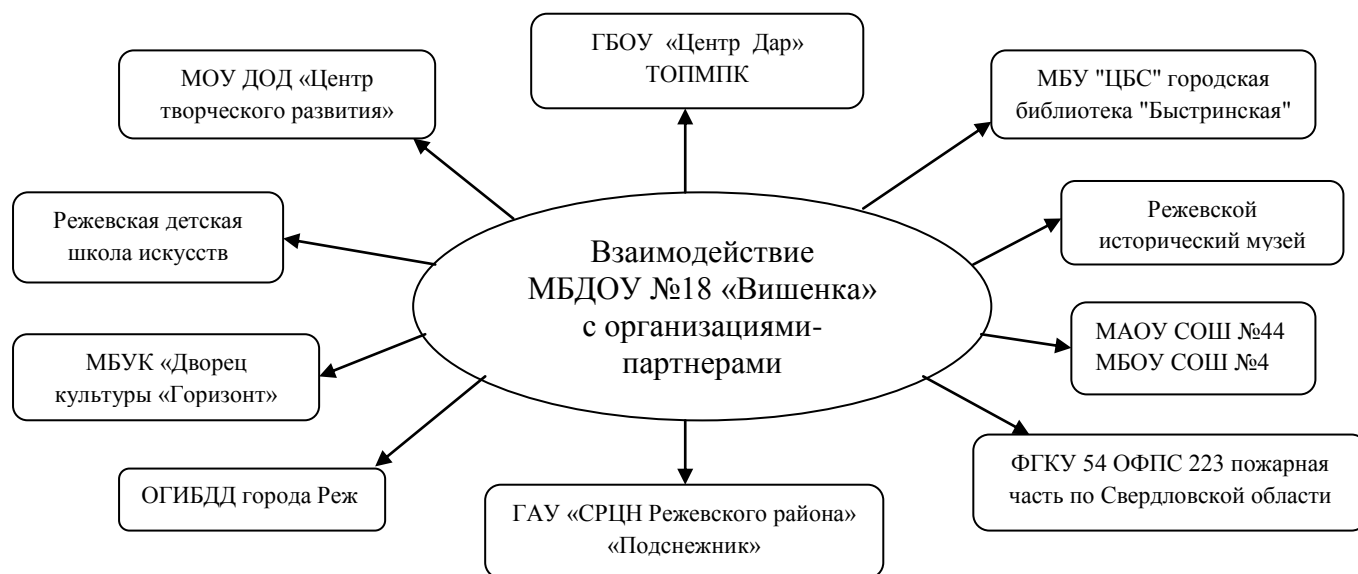 ГБОУ «Центр Дар»
ТОПМПК
МОУ ДОД «Центр
творческого развития»
МБУ "ЦБС" городская
библиотека "Быстринская"
Режевская детская
школа искусств
Режевской
исторический музей
Взаимодействие
МБДОУ №18 «Вишенка»
с организациями-
партнерами
МБУК «Дворец
культуры «Горизонт»
МАОУ СОШ №44
МБОУ СОШ №4
ОГИБДД города Реж
ГАУ «СРЦН Режевского района»
«Подснежник»
ФГКУ 54 ОФПС 223 пожарная
часть по Свердловской области